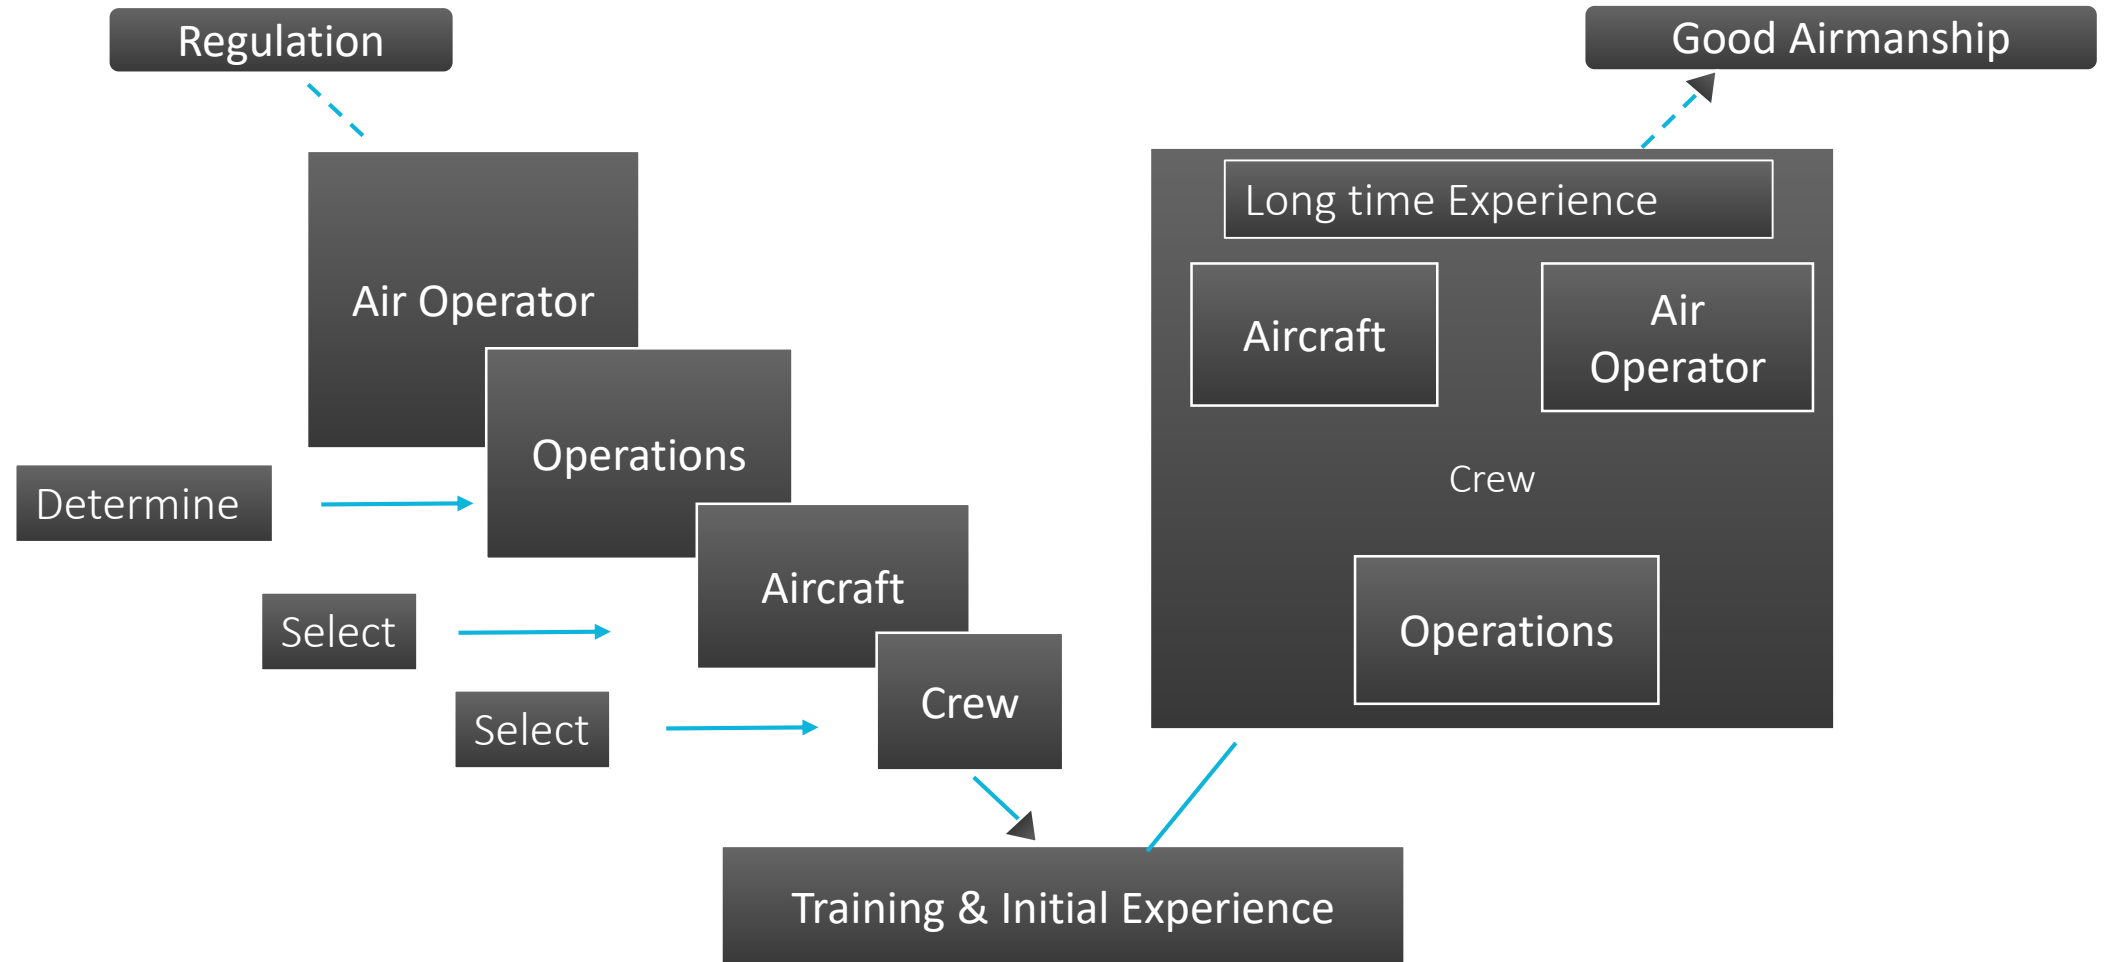 Regulation
Good Airmanship
Air Operator
Operations
Determine
Aircraft
Select
Crew
Select
Training & Initial Experience
Long time Experience
Aircraft
Air
Operator
Crew
Operations